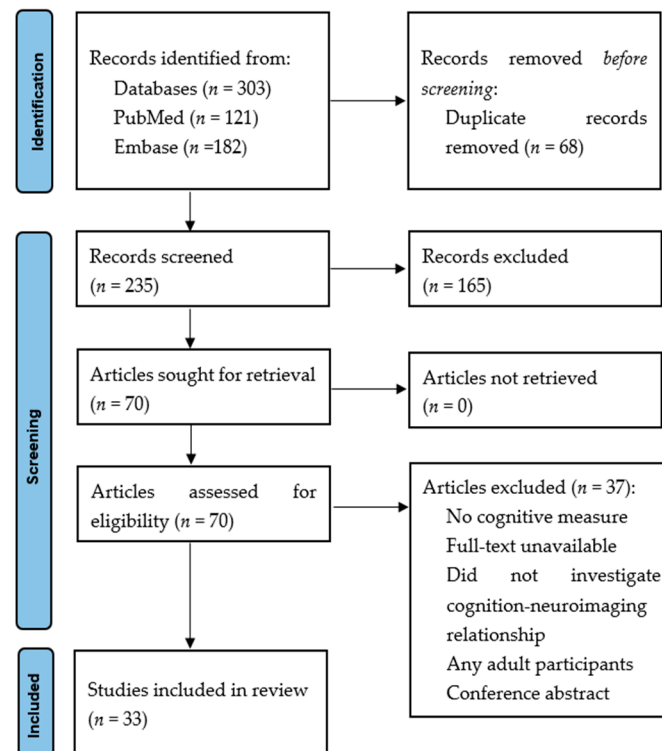 Identification
Records identified from:
Databases (n = 303)
PubMed (n = 121)
Embase (n =182)
Records removed before
screening:
Duplicate records
removed (n = 68)
Screening
Records screened
(n = 235)
Records excluded
(n = 165)
Articles sought for retrieval
(n = 70)
Articles not retrieved
(n = 0)
Articles assessed for
eligibility (n = 70)
Articles excluded (n = 37):
No cognitive measure
Full-text unavailable
Did not investigate
cognition-neuroimaging
relationship
Any adult participants
Conference abstract
Included
Studies included in review
(n = 33)